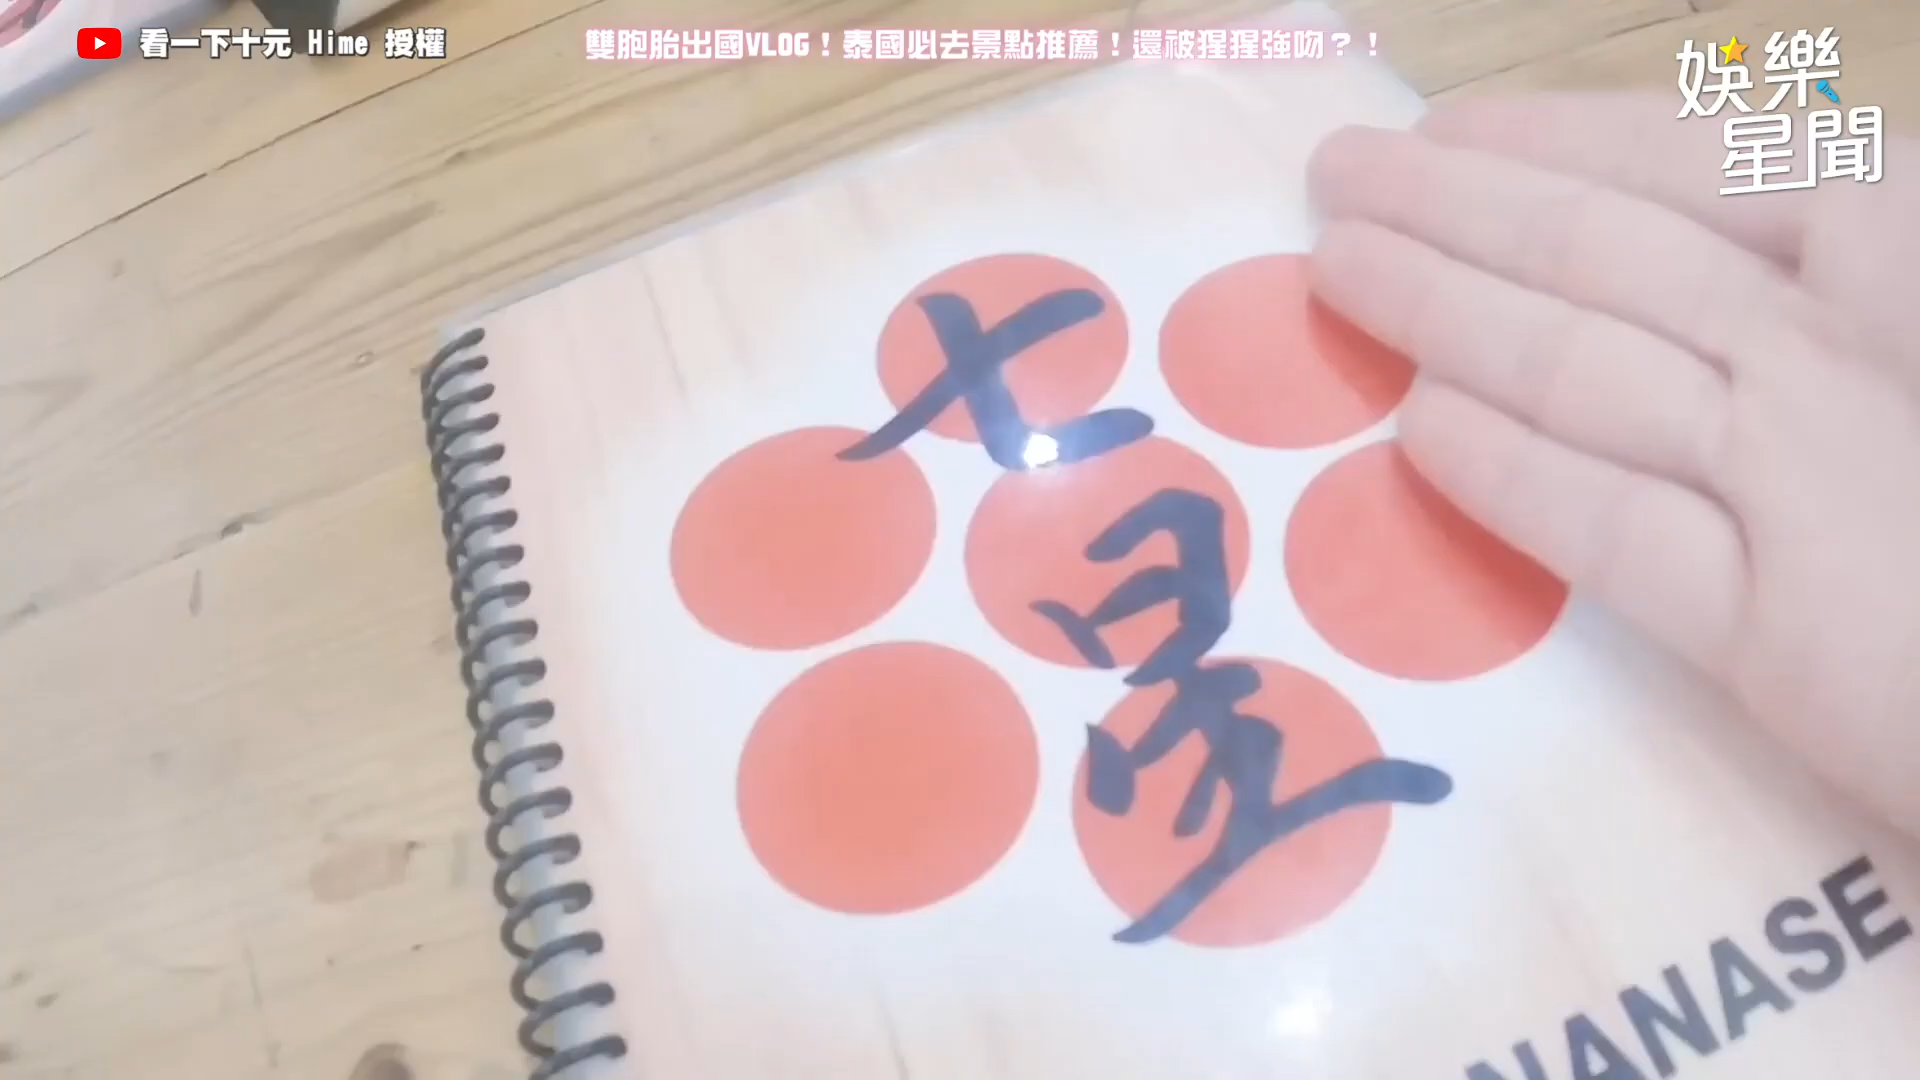 看一下十元 Hime 授權
雙胞胎出國VLOG！泰國必去景點推薦！還被猩猩強吻？！
娛樂
星聞
七星
NANASE